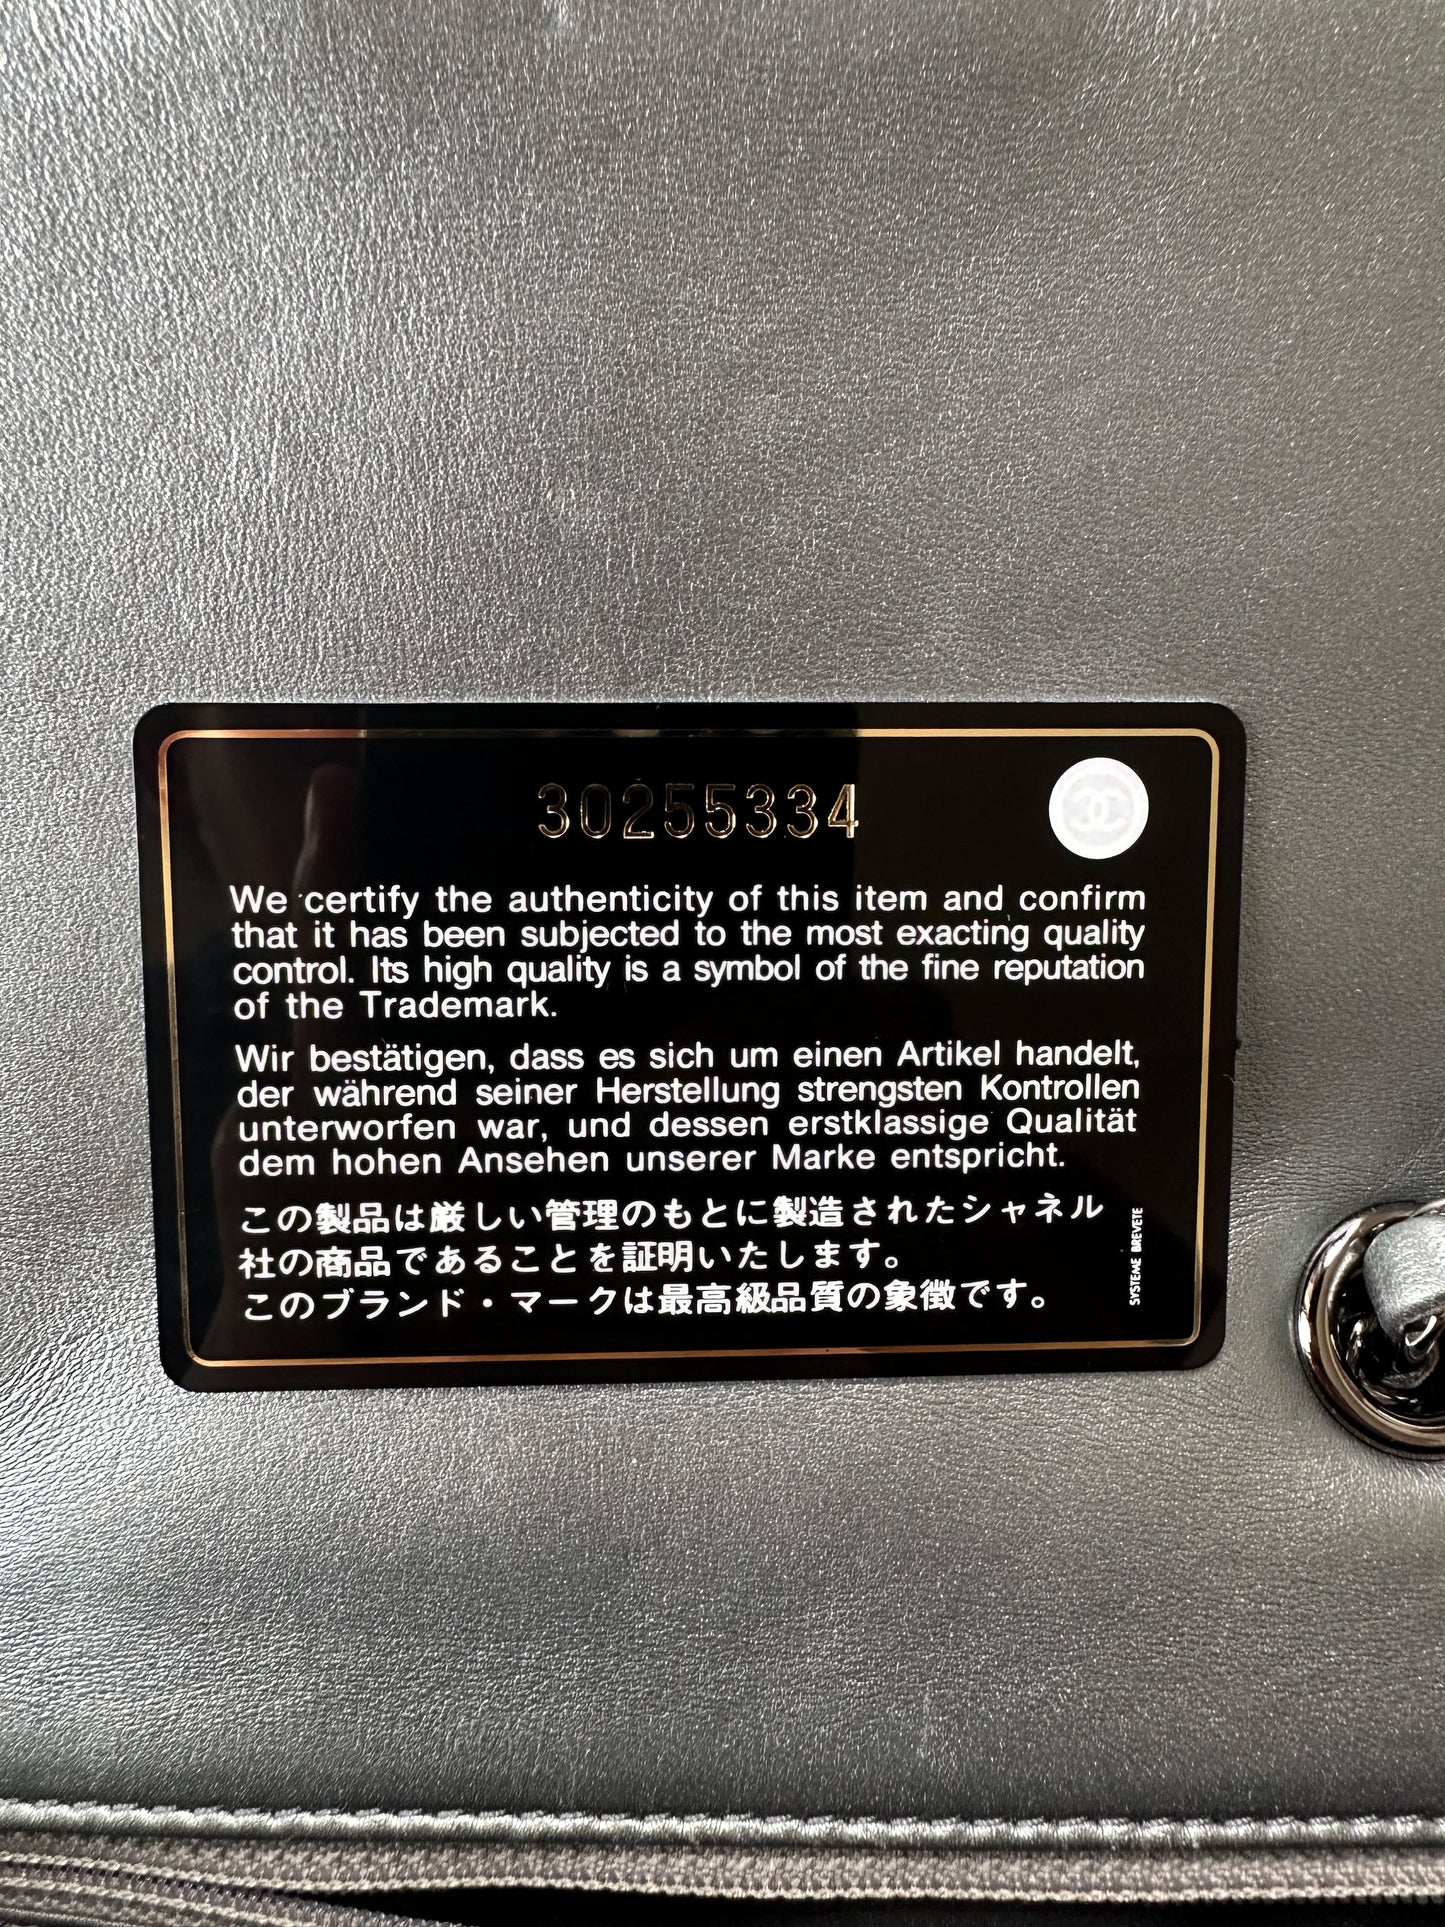 30255334
We certify the authenticity of this item and confirm
that it has been subjected to the most exacting quality
control. Its high quality is a symbol of the fine reputation
of the Trademark.
Wir bestätigen, dass es sich um einen Artikel handelt,
der während seiner Herstellung strengsten Kontrollen
unterworfen war, und dessen erstklassige Qualität
dem hohen Ansehen unserer Marke entspricht.
この製品は厳しい管理のもとに製造されたシャネル
社の商品であることを証明いたします。
このブランド・マークは最高級品質の象徴です。
SYSTEME BREVETE